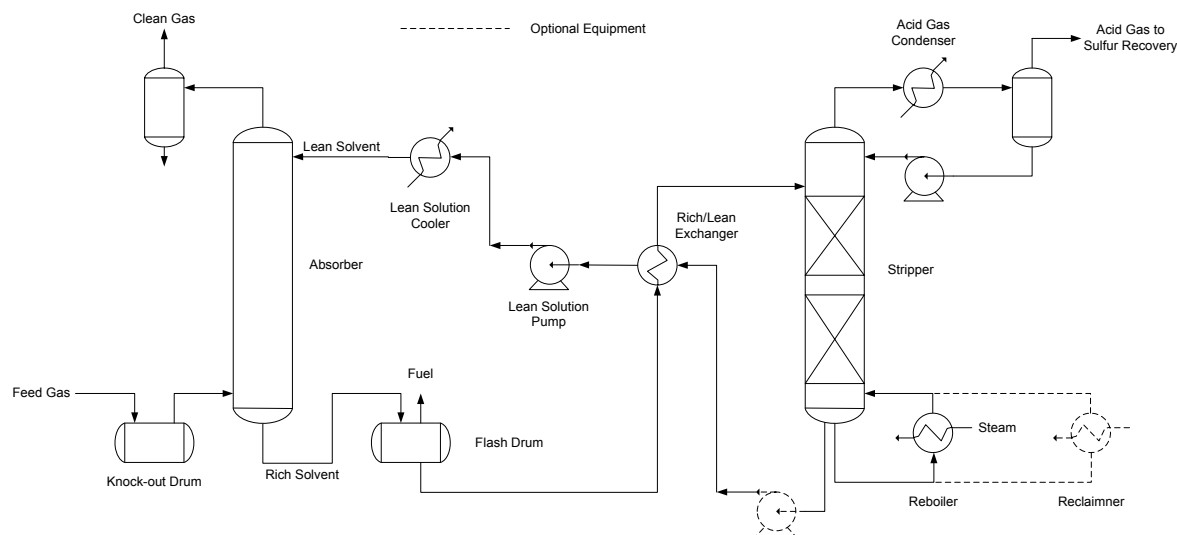 Clean Gas
Optional Equipment
Acid Gas
Condenser
Acid Gas to
Sulfur Recovery
Lean Solvent
Lean Solution
Cooler
Rich/Lean
Exchanger
Absorber
Stripper
Lean Solution
Pump
Feed Gas
Fuel
Flash Drum
Steam
Knock-out Drum
Rich Solvent
Reboiler
Reclaimner